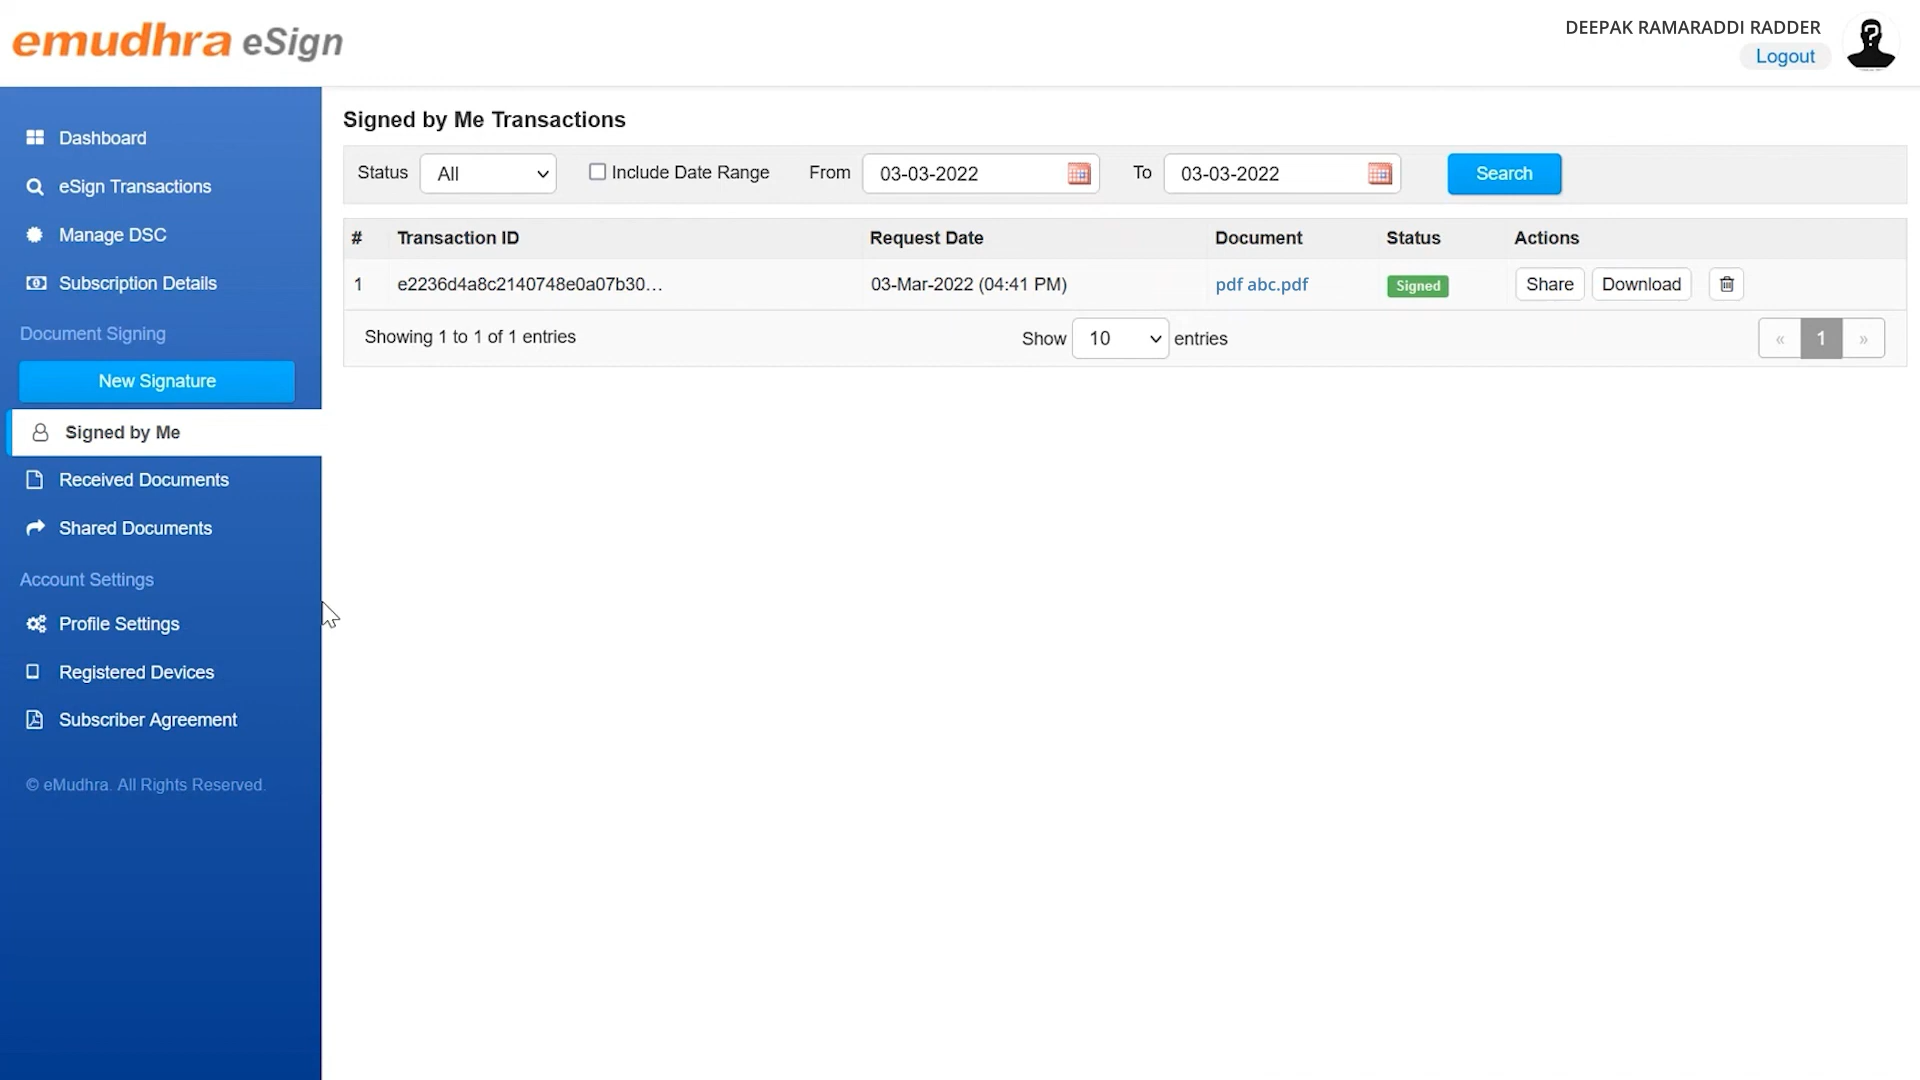 emudhra eSign
DEEPAK RAMARADDI RADDER
Logout
Dashboard
eSign Transactions
Manage DSC
Subscription Details
Document Signing
New Signature
Signed by Me
Received Documents
Shared Documents
Account Settings
Profile Settings
Registered Devices
Subscriber Agreement
© eMudhra. All Rights Reserved.
Signed by Me Transactions
Status All Include Date Range From 03-03-2022 To 03-03-2022 Search
# Transaction ID Request Date Document Status Actions
1 e2236d4a8c2140748e0a07b30... 03-Mar-2022 (04:41 PM) pdf abc.pdf Signed Share Download
Showing 1 to 1 of 1 entries Show 10 entries « 1 »